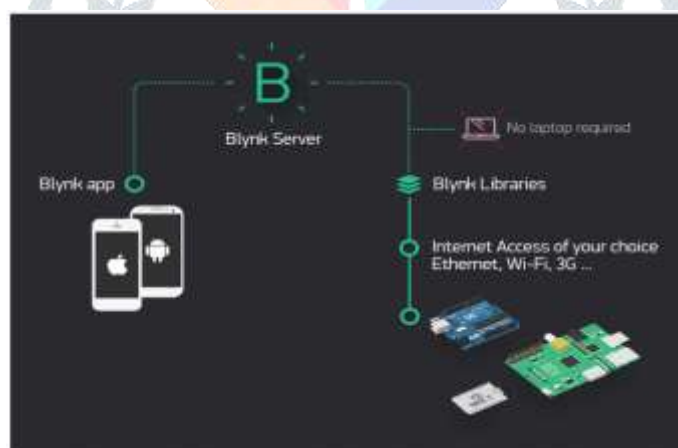 B
Blynk Server
No laptop required
Blynk app
Blynk Libraries
Internet Access of your choice
Ethernet, Wi-Fi, 3G ...